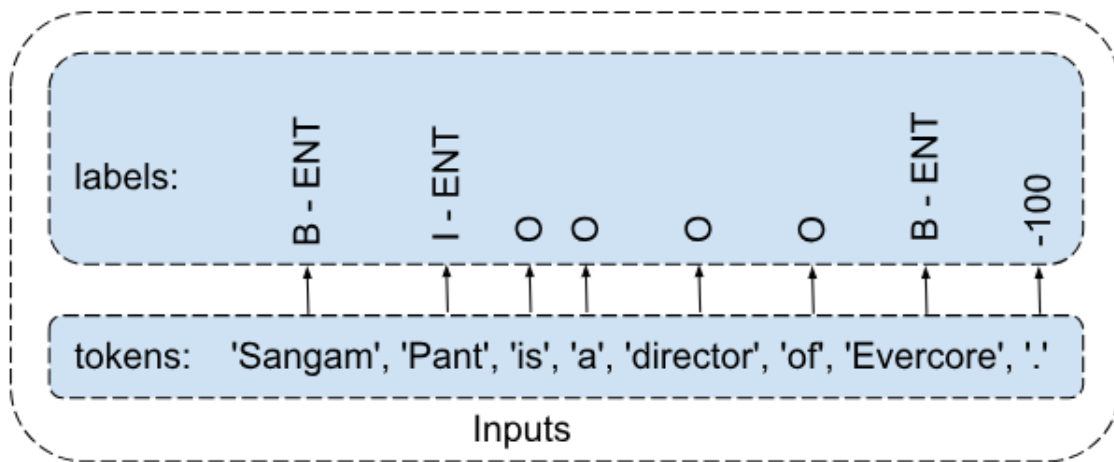 labels: B - ENT I - ENT O O O O B - ENT -100
tokens: 'Sangam', 'Pant', 'is', 'a', 'director', 'of', 'Evercore', '.'
Inputs